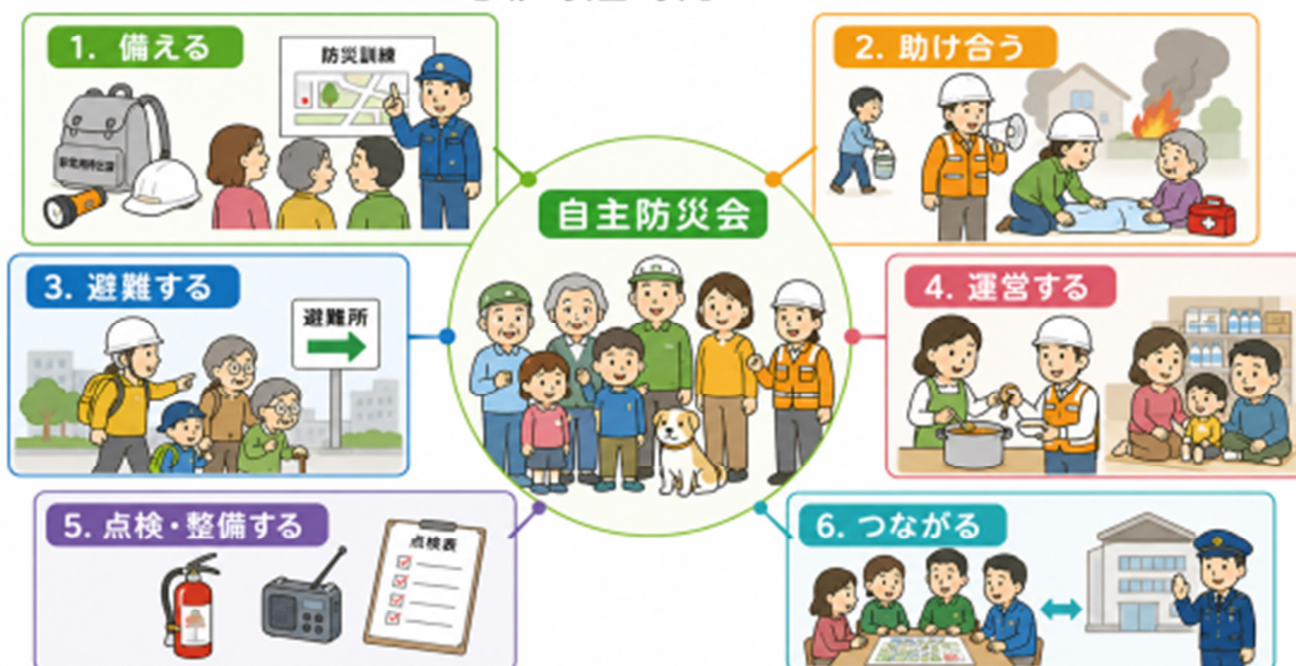 1. 備える
防災訓練
2. 助け合う
自主防災会
3. 避難する
避難所
4. 運営する
5. 点検・整備する
点検表
6. つながる